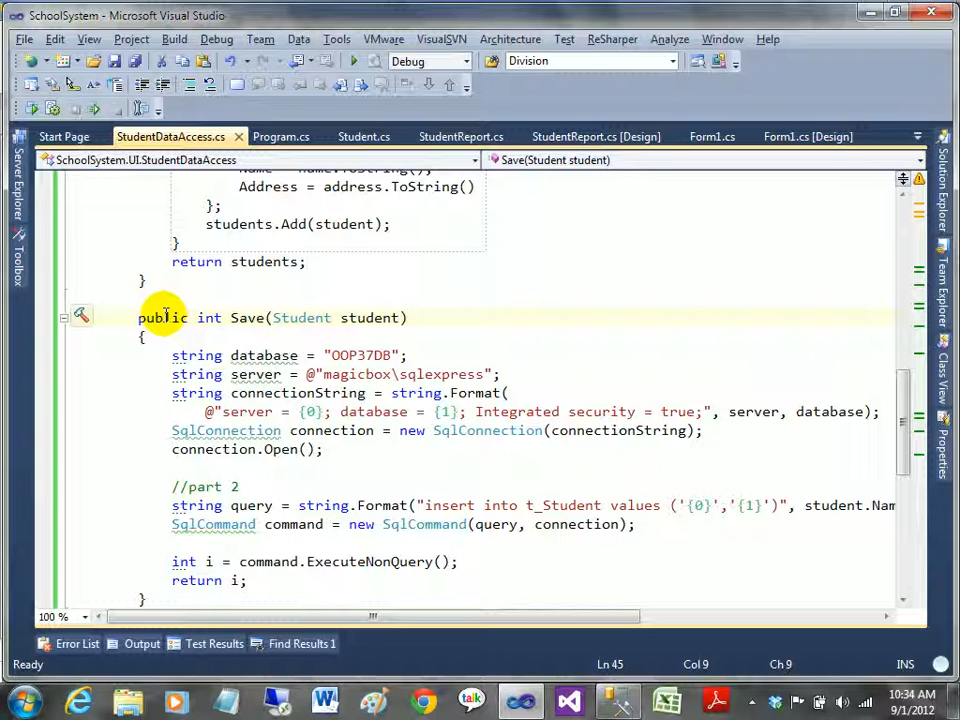 SchoolSystem - Microsoft Visual Studio
File Edit View Project Build Debug Team Data Tools VMware VisualSVN Architecture Test ReSharper Analyze Window Help
Debug Division
Start Page StudentDataAccess.cs Program.cs Student.cs StudentReport.cs StudentReport.cs [Design] Form1.cs Form1.cs [Design]
SchoolSystem.UI.StudentDataAccess Save(Student student)
Name = name.ToString(),
Address = address.ToString()
};
students.Add(student);
}
return students;
}
public int Save(Student student)
{
string database = "OOP37DB";
string server = @"magicbox\sqlexpress";
string connectionString = string.Format(
@"server = {0}; database = {1}; Integrated security = true;", server, database);
SqlConnection connection = new SqlConnection(connectionString);
connection.Open();
//part 2
string query = string.Format("insert into t_Student values ('{0}','{1}')", student.Nam
SqlCommand command = new SqlCommand(query, connection);
int i = command.ExecuteNonQuery();
return i;
}
100 %
Error List Output Test Results Find Results 1
Ready Ln 45 Col 9 Ch 9 INS
Server Explorer
Toolbox
Solution Explorer
Team Explorer
Class View
Properties
talk
10:34 AM
9/1/2012